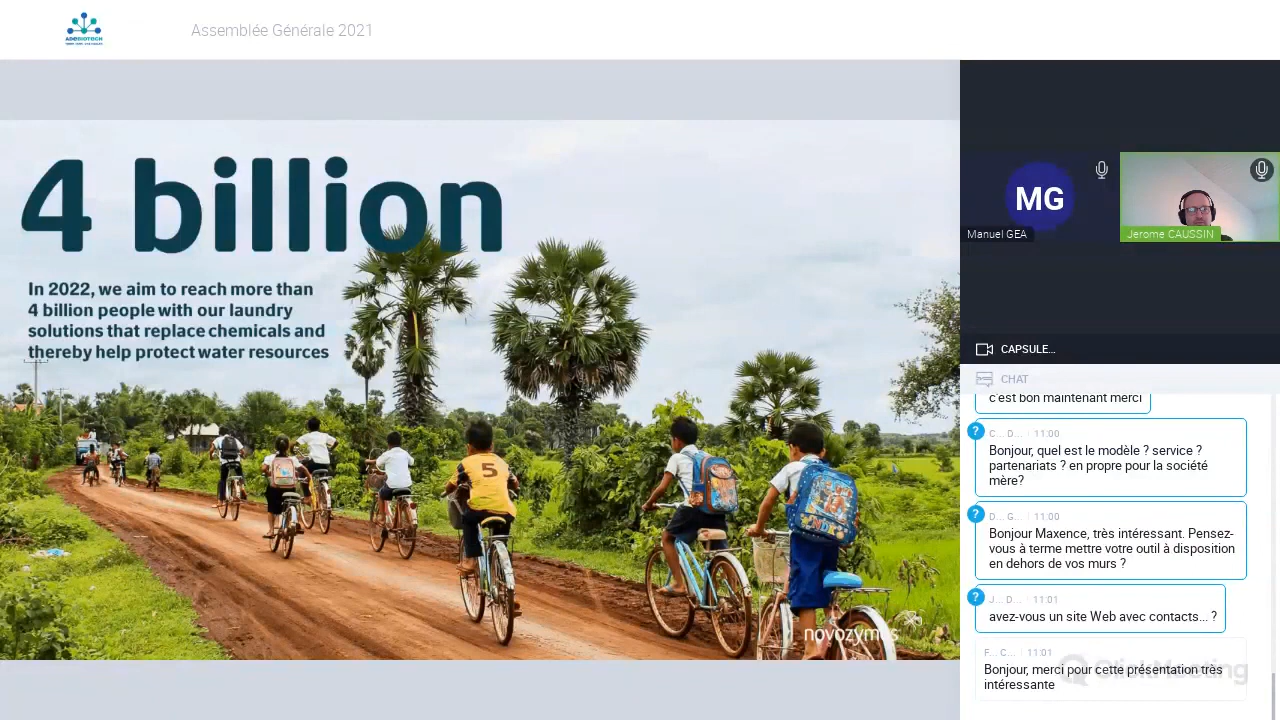 ADEBIOTECH
Assemblée Générale 2021
4 billion
In 2022, we aim to reach more than
4 billion people with our laundry
solutions that replace chemicals and
thereby help protect water resources
5
novozymes
MG
Manuel GEA
Jerome CAUSSIN
CAPSULE...
CHAT
c'est bon maintenant merci
? C... D... 11:00
Bonjour, quel est le modèle ? service ?
partenariats ? en propre pour la société
mère?
? D... G... 11:00
Bonjour Maxence, très intéressant. Pensez-
vous à terme mettre votre outil à disposition
en dehors de vos murs ?
? J... D... 11:01
avez-vous un site Web avec contacts... ?
F... C... 11:01
Bonjour, merci pour cette présentation très
intéressante
ClickMeeting